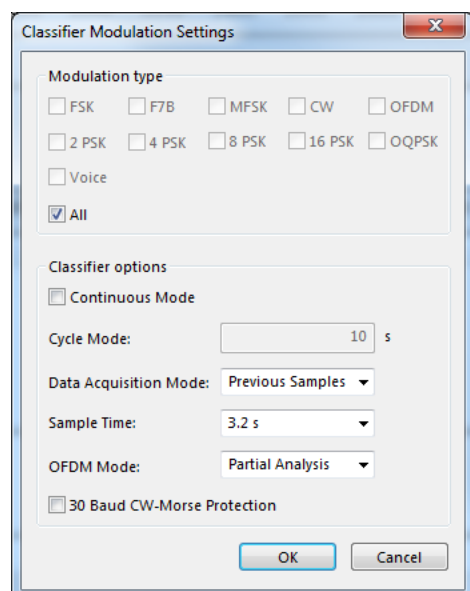 Classifier Modulation Settings
Modulation type
FSK F7B MFSK CW OFDM
2 PSK 4 PSK 8 PSK 16 PSK OQPSK
Voice
All
Classifier options
Continuous Mode
Cycle Mode: 10 s
Data Acquisition Mode: Previous Samples
Sample Time: 3.2 s
OFDM Mode: Partial Analysis
30 Baud CW-Morse Protection
OK Cancel